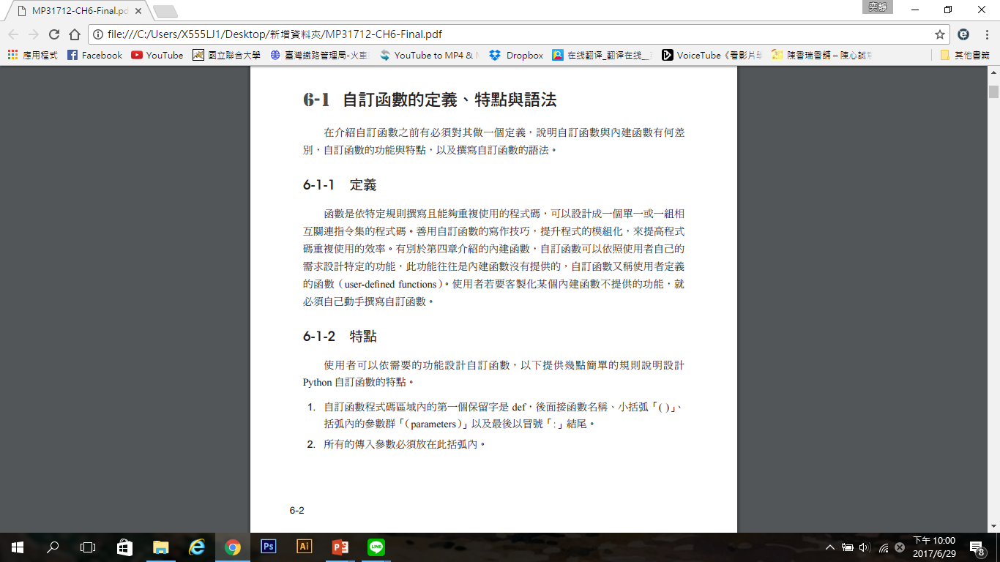 MP31712-CH6-Final.pd
奕靜
file:///C:/Users/X555LJ1/Desktop/新增資料夾/MP31712-CH6-Final.pdf
應用程式 Facebook YouTube 國立聯合大學 臺灣鐵路管理局-火車 YouTube to MP4 & Dropbox 在线翻译_翻译在线_ VoiceTube《看影片學 陳香瑞香舖 – 陳心誠 其他書籤
6-1 自訂函數的定義、特點與語法
在介紹自訂函數之前有必須對其做一個定義，說明自訂函數與內建函數有何差
別，自訂函數的功能與特點，以及撰寫自訂函數的語法。
6-1-1 定義
函數是依特定規則撰寫且能夠重複使用的程式碼，可以設計成一個單一或一組相
互關連指令集的程式碼。善用自訂函數的寫作技巧，提升程式的模組化，來提高程式
碼重複使用的效率。有別於第四章介紹的內建函數，自訂函數可以依照使用者自己的
需求設計特定的功能，此功能往往是內建函數沒有提供的，自訂函數又稱使用者定義
的函數（user-defined functions）。使用者若要客製化某個內建函數不提供的功能，就
必須自己動手撰寫自訂函數。
6-1-2 特點
使用者可以依需要的功能設計自訂函數，以下提供幾點簡單的規則說明設計
Python 自訂函數的特點。
1. 自訂函數程式碼區域內的第一個保留字是 def，後面接函數名稱、小括弧「( )」、
括弧內的參數群「（parameters）」以及最後以冒號「:」結尾。
2. 所有的傳入參數必須放在此括弧內。
6-2
Ps Ai P LINE
下午 10:00
2017/6/29
8